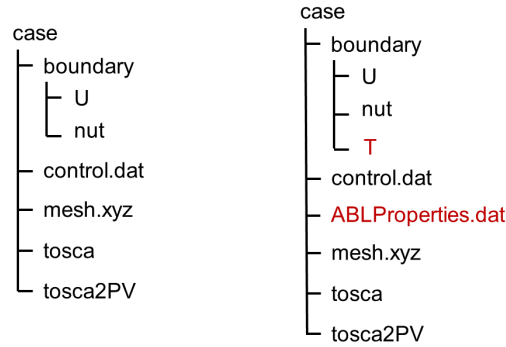 case
boundary
U
nut
control.dat
mesh.xyz
tosca
tosca2PV
case
boundary
U
nut
T
control.dat
ABLProperties.dat
mesh.xyz
tosca
tosca2PV